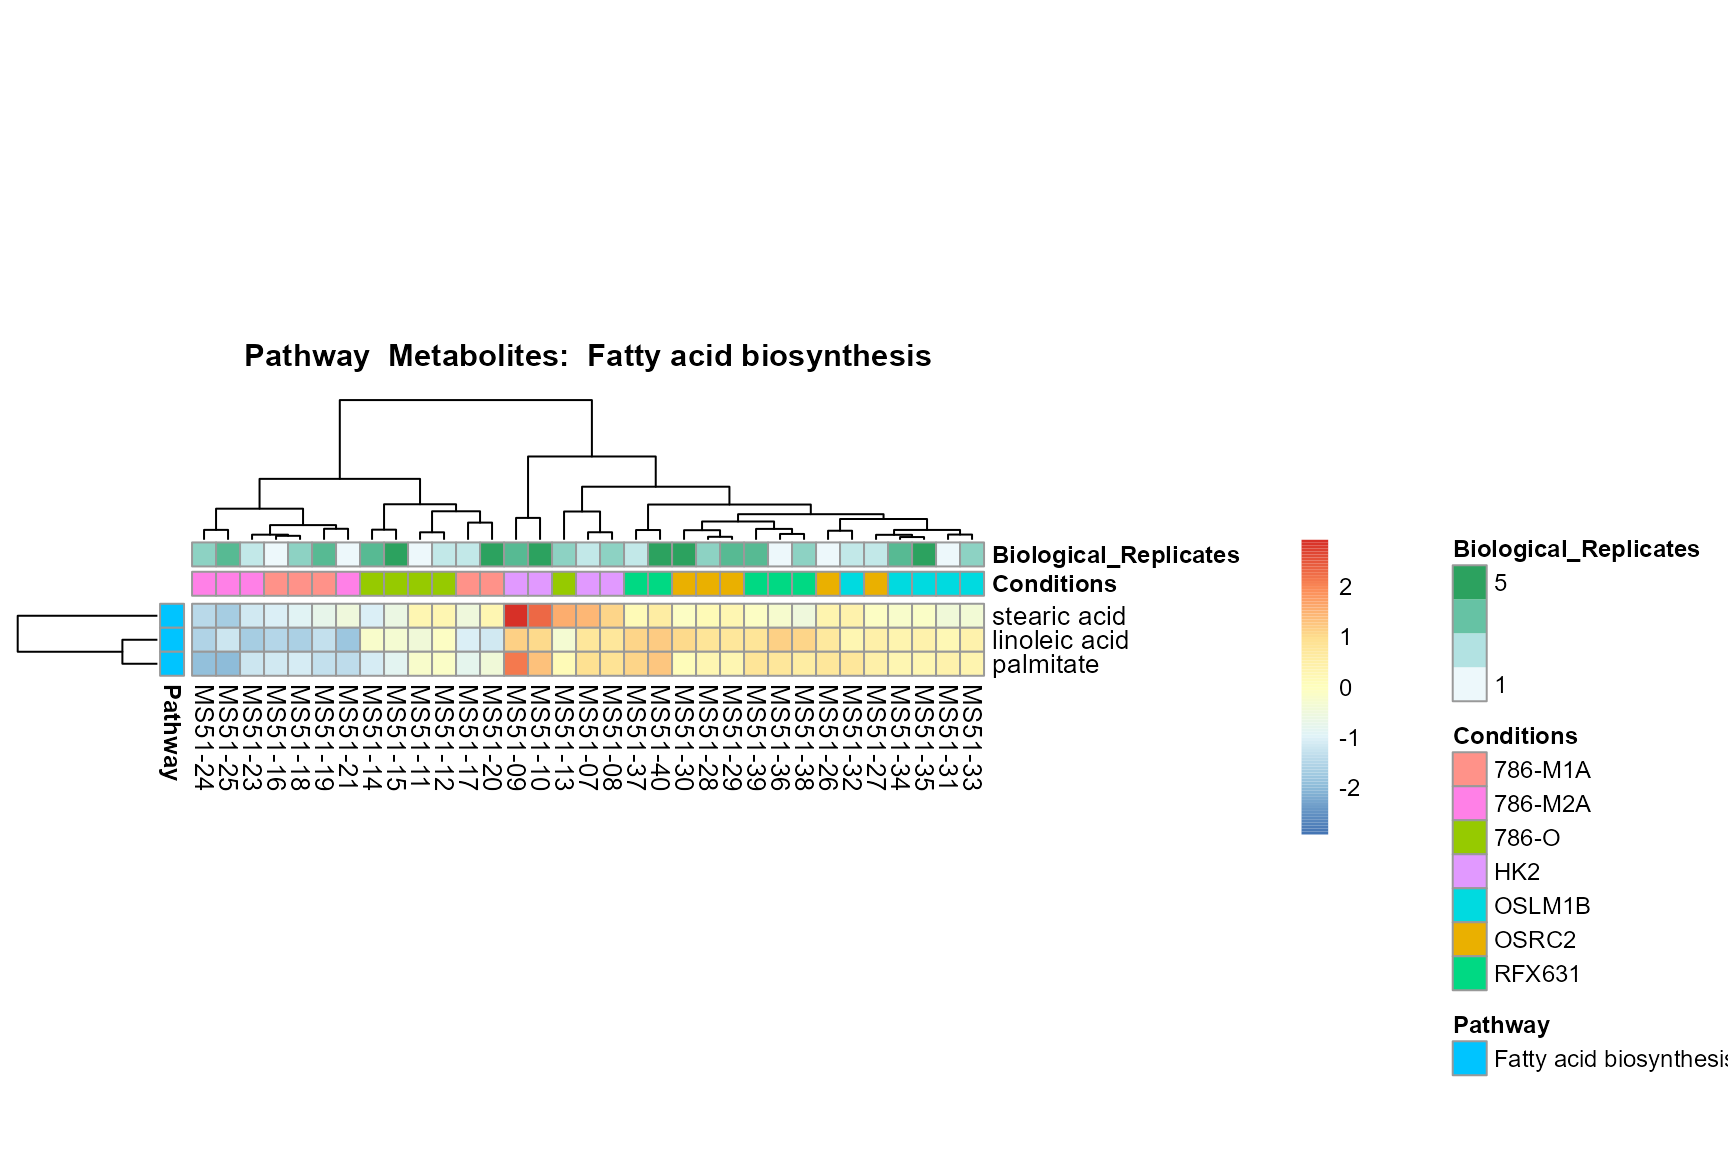 Pathway  Metabolites:  Fatty acid biosynthesis
Biological_Replicates
Conditions
stearic acid
linoleic acid
palmitate
Pathway
MS51-24
MS51-25
MS51-23
MS51-16
MS51-18
MS51-19
MS51-21
MS51-14
MS51-15
MS51-11
MS51-12
MS51-17
MS51-20
MS51-09
MS51-10
MS51-13
MS51-07
MS51-08
MS51-37
MS51-40
MS51-30
MS51-28
MS51-29
MS51-39
MS51-36
MS51-38
MS51-26
MS51-32
MS51-27
MS51-34
MS51-35
MS51-31
MS51-33
2
1
0
-1
-2
Biological_Replicates
5
1
Conditions
786-M1A
786-M2A
786-O
HK2
OSLM1B
OSRC2
RFX631
Pathway
Fatty acid biosynthesis